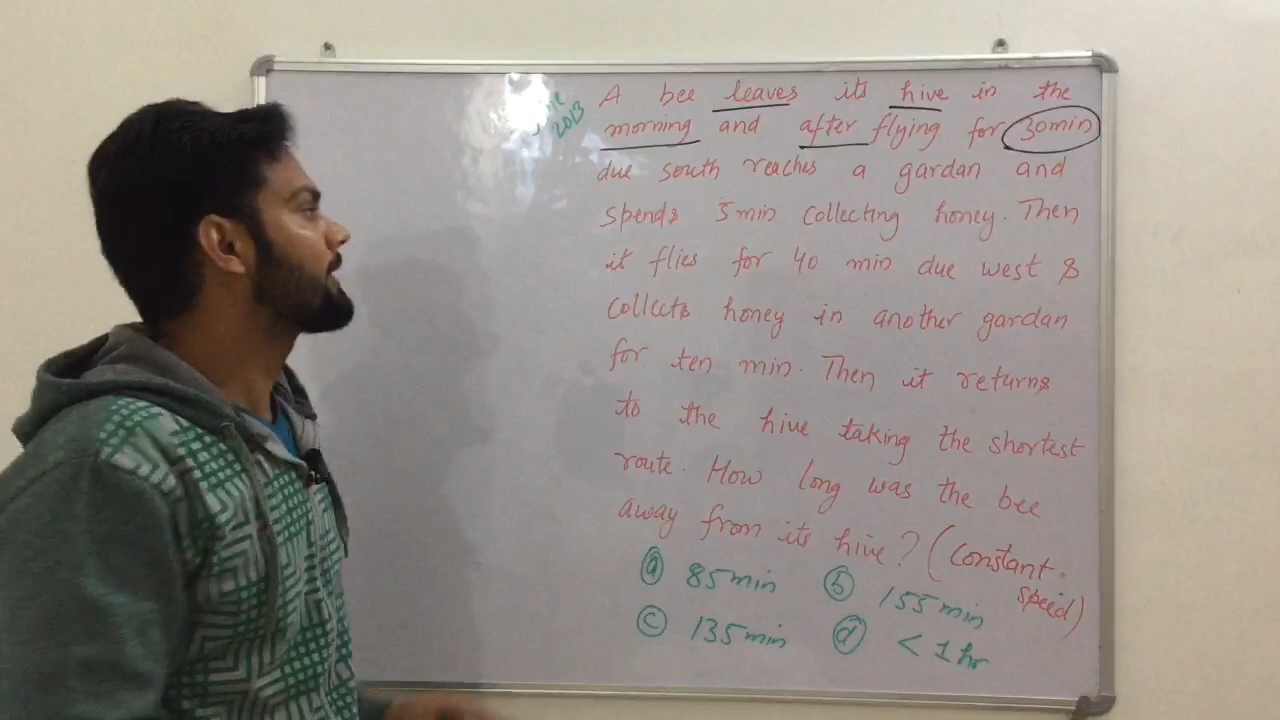 June
2013
A bee leaves its hive in the
morning and after flying for 30min
due south reaches a gardan and
spends 5min collecting honey. Then
it flies for 40 min due west &
collects honey in another gardan
for ten min. Then it returns
to the hive taking the shortest
route. How long was the bee
away from its hive? (Constant
speed)
(a) 85min (b) 155min
(c) 135min (d) < 1hr